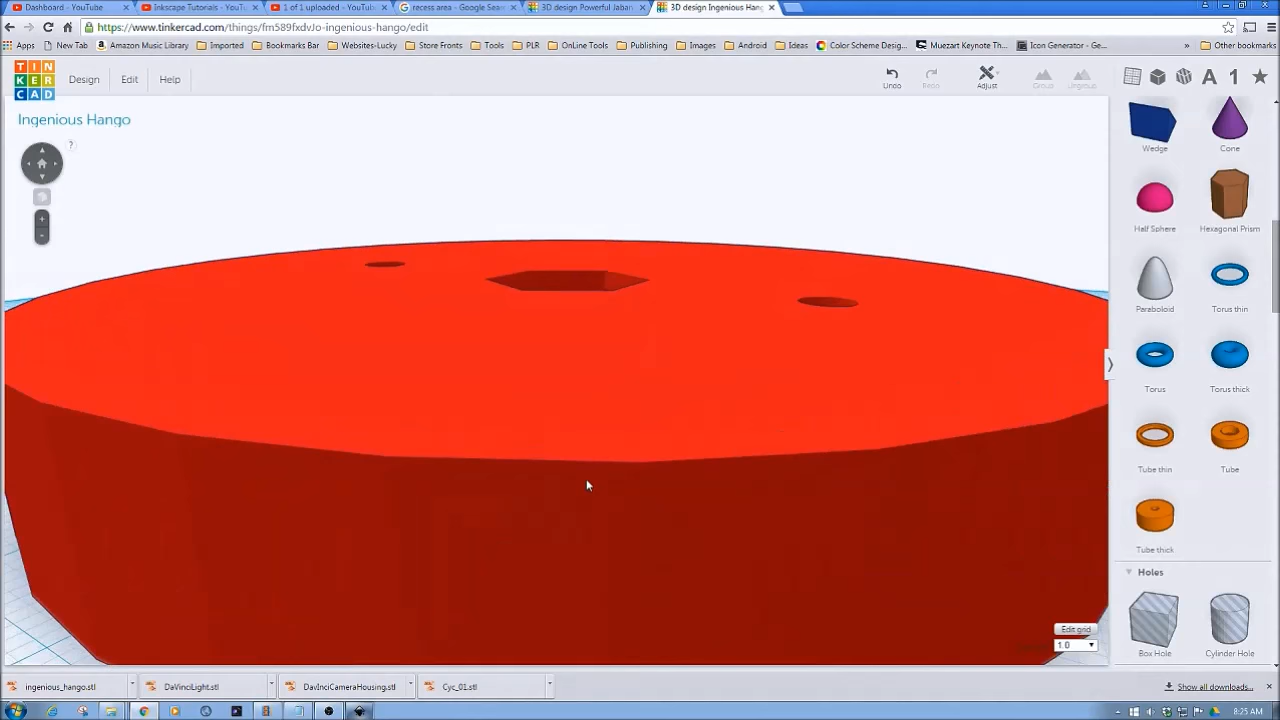 Dashboard - YouTube
Inkscape Tutorials - YouTu
1 of 1 uploaded - YouTube
recess area - Google Sear
3D design Powerful Jaban
3D design Ingenious Hang
https://www.tinkercad.com/things/fm589fxdvJo-ingenious-hango/edit
Apps
New Tab
Amazon Music Library
Imported
Bookmarks Bar
Websites-Lucky
Store Fronts
Tools
PLR
OnLine Tools
Publishing
Images
Android
Ideas
Color Scheme Desig...
Muezart Keynote Th...
Icon Generator - Ge...
»
Other bookmarks
TIN
KER
CAD
Design
Edit
Help
Undo
Redo
Adjust
Group
Ungroup
A
1
Ingenious Hango
?
+
-
Wedge
Cone
Half Sphere
Hexagonal Prism
Paraboloid
Torus thin
Torus
Torus thick
Tube thin
Tube
Tube thick
Holes
Box Hole
Cylinder Hole
Edit grid
1.0
ingenious_hango.stl
DaVinciLight.stl
DavInciCameraHousing.stl
Cyc_01.stl
Show all downloads...
8:25 AM